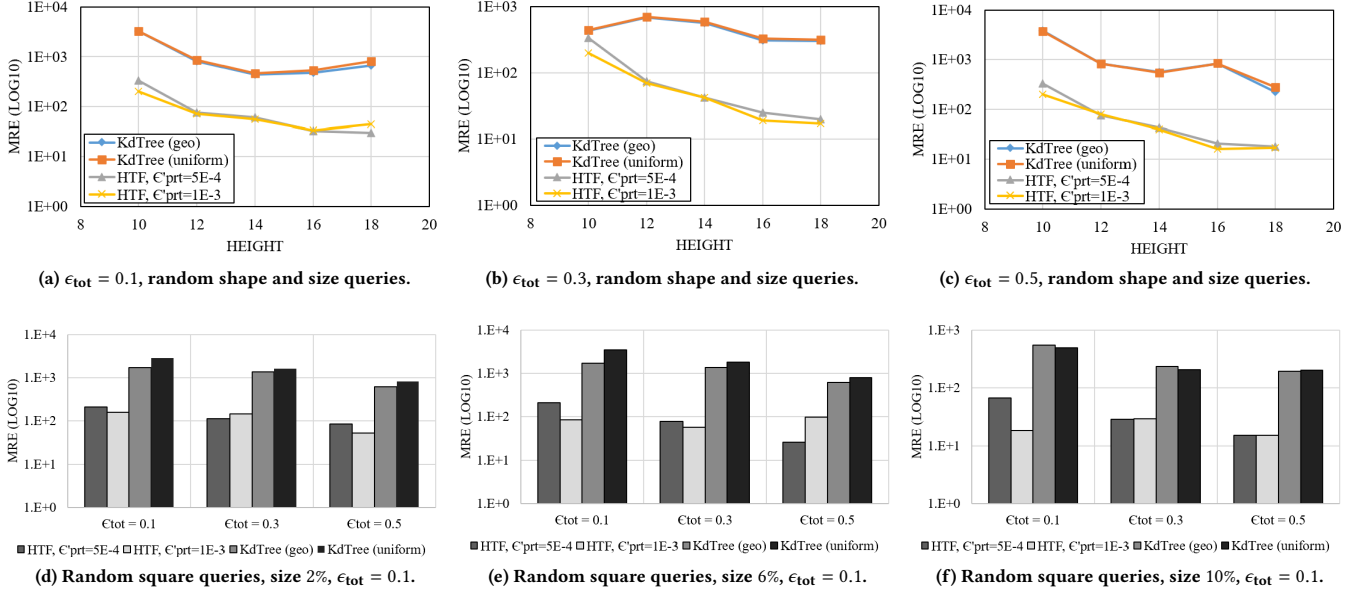 1E+04
1E+03
1E+02
1E+01
1E+00
MRE (LOG10)
KdTree (geo)
KdTree (uniform)
HTF, Є'prt=5E-4
HTF, Є'prt=1E-3
8 10 12 14 16 18 20
HEIGHT
(a) ϵtot = 0.1, random shape and size queries.
1E+03
1E+02
1E+01
1E+00
MRE (LOG10)
KdTree (geo)
KdTree (uniform)
HTF, Є'prt=5E-4
HTF, Є'prt=1E-3
8 10 12 14 16 18 20
HEIGHT
(b) ϵtot = 0.3, random shape and size queries.
1E+04
1E+03
1E+02
1E+01
1E+00
MRE (LOG10)
KdTree (geo)
KdTree (uniform)
HTF, Є'prt=5E-4
HTF, Є'prt=1E-3
8 10 12 14 16 18 20
HEIGHT
(c) ϵtot = 0.5, random shape and size queries.
1.E+4
1.E+3
1.E+2
1.E+1
1.E+0
MRE (LOG10)
Єtot = 0.1 Єtot = 0.3 Єtot = 0.5
HTF, Є'prt=5E-4 HTF, Є'prt=1E-3 KdTree (geo) KdTree (uniform)
(d) Random square queries, size 2%, ϵtot = 0.1.
1.E+4
1.E+3
1.E+2
1.E+1
1.E+0
MRE (LOG10)
Єtot = 0.1 Єtot = 0.3 Єtot = 0.5
HTF, Є'prt=5E-4 HTF, Є'prt=1E-3 KdTree (geo) KdTree (uniform)
(e) Random square queries, size 6%, ϵtot = 0.1.
1.E+3
1.E+2
1.E+1
1.E+0
MRE (LOG10)
Єtot = 0.1 Єtot = 0.3 Єtot = 0.5
HTF, Є'prt=5E-4 HTF, Є'prt=1E-3 KdTree (geo) KdTree (uniform)
(f) Random square queries, size 10%, ϵtot = 0.1.